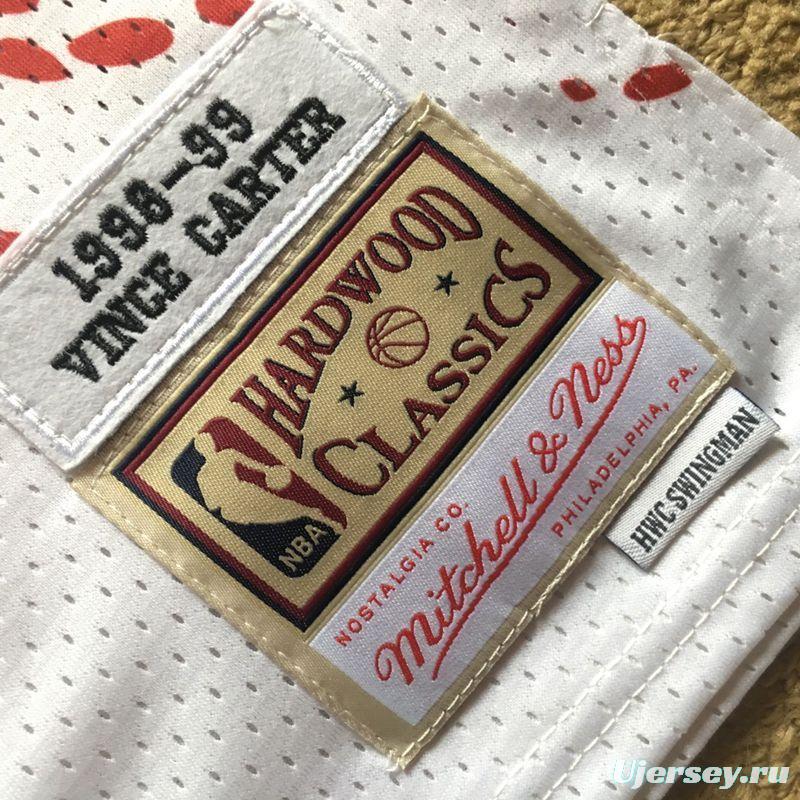 1998-99
VINCE CARTER
HARDWOOD
CLASSICS
NBA
NOSTALGIA CO.
Mitchell & Ness
PHILADELPHIA, PA.
HWC SWINGMAN
Ujersey.ru